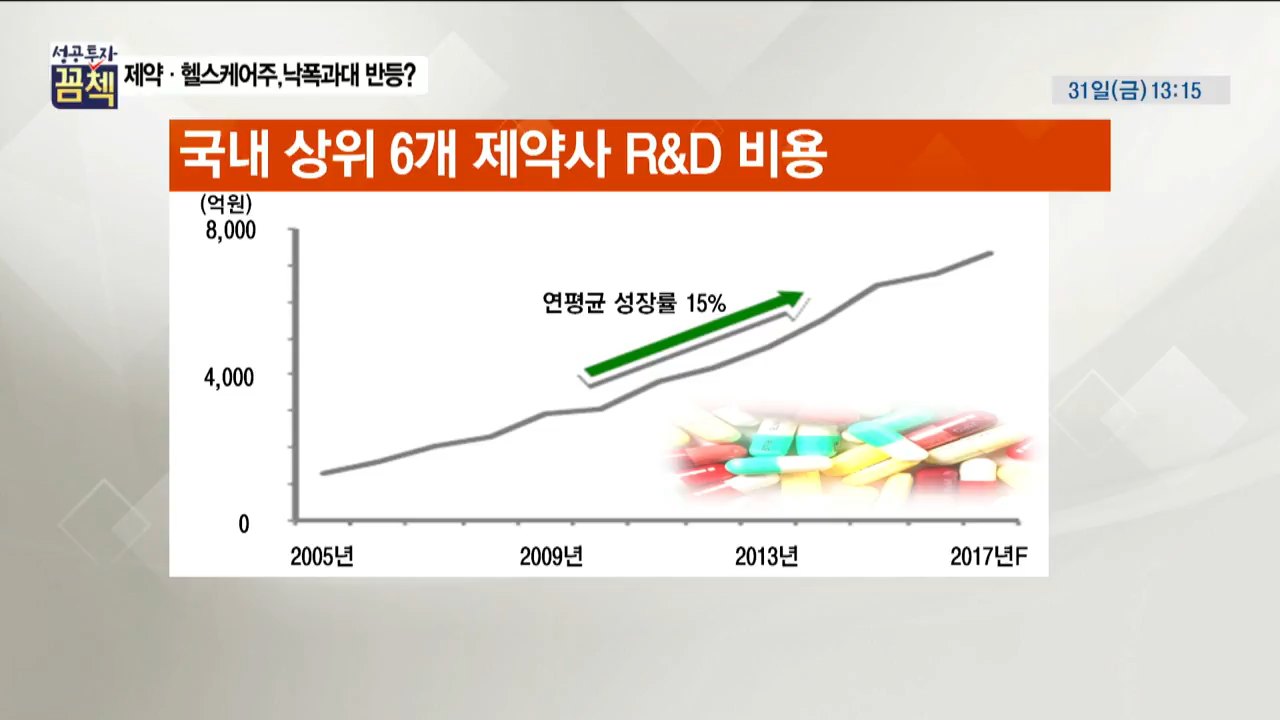 성공투자
꼼첵
제약·헬스케어주,낙폭과대 반등?
31일(금)13:15
국내 상위 6개 제약사 R&D 비용
(억원)
8,000
연평균 성장률 15%
4,000
0
2005년 2009년 2013년 2017년F